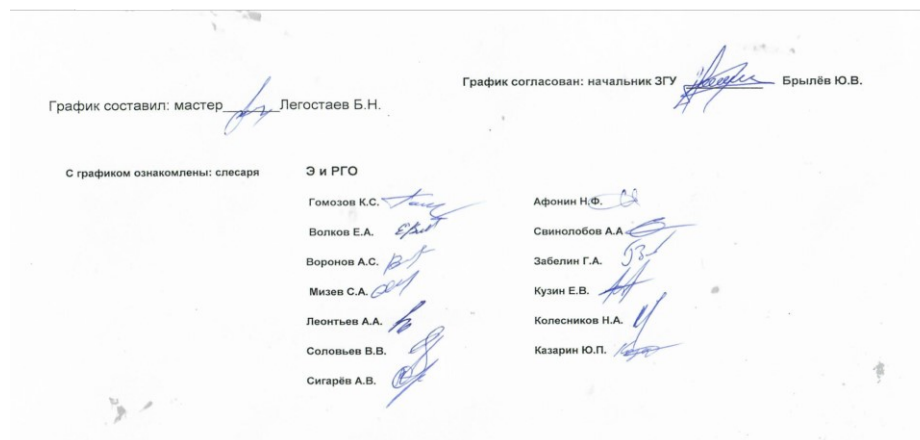 График согласован: начальник ЗГУ Брылёв Ю.В.
График составил: мастер Легостаев Б.Н.
С графиком ознакомлены: слесаря Э и РГО
Гомозов К.С. Афонин Н.Ф.
Волков Е.А. Свинолобов А.А
Воронов А.С. Забелин Г.А.
Мизев С.А. Кузин Е.В.
Леонтьев А.А. Колесников Н.А.
Соловьев В.В. Казарин Ю.П.
Сигарёв А.В.